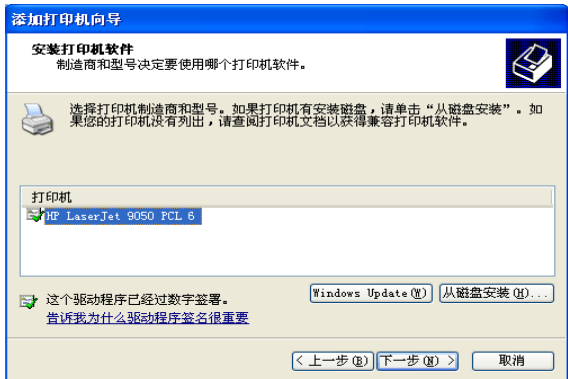 添加打印机向导
安装打印机软件
制造商和型号决定要使用哪个打印机软件。
选择打印机制造商和型号。如果打印机有安装磁盘，请单击“从磁盘安装”。如
果您的打印机没有列出，请查阅打印机文档以获得兼容打印机软件。
打印机
HP LaserJet 9050 PCL 6
这个驱动程序已经过数字签署。
Windows Update(W) 从磁盘安装(H)...
告诉我为什么驱动程序签名很重要
< 上一步(B) 下一步(N) > 取消